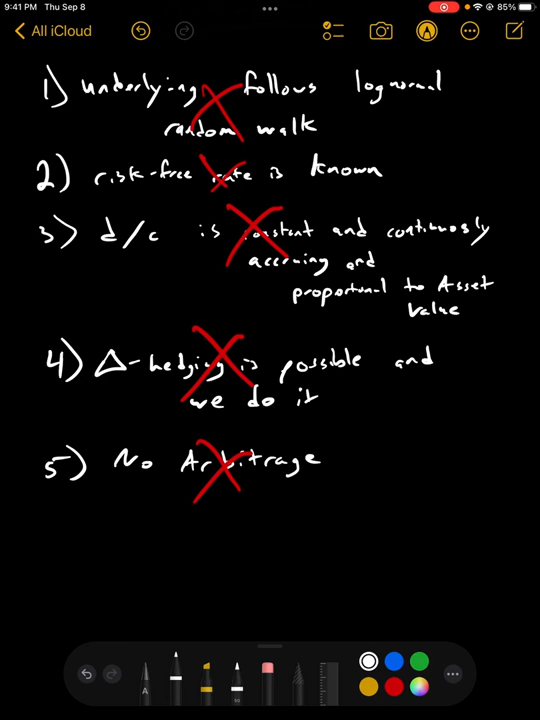 9:41 PM Thu Sep 8
85%
All iCloud
1) underlying follows lognormal
random walk
2) risk-free rate is known
3) d/c is constant and continuously
accruing and
proportional to Asset
Value
4) Δ-hedging is possible and
we do it
5) No Arbitrage
A